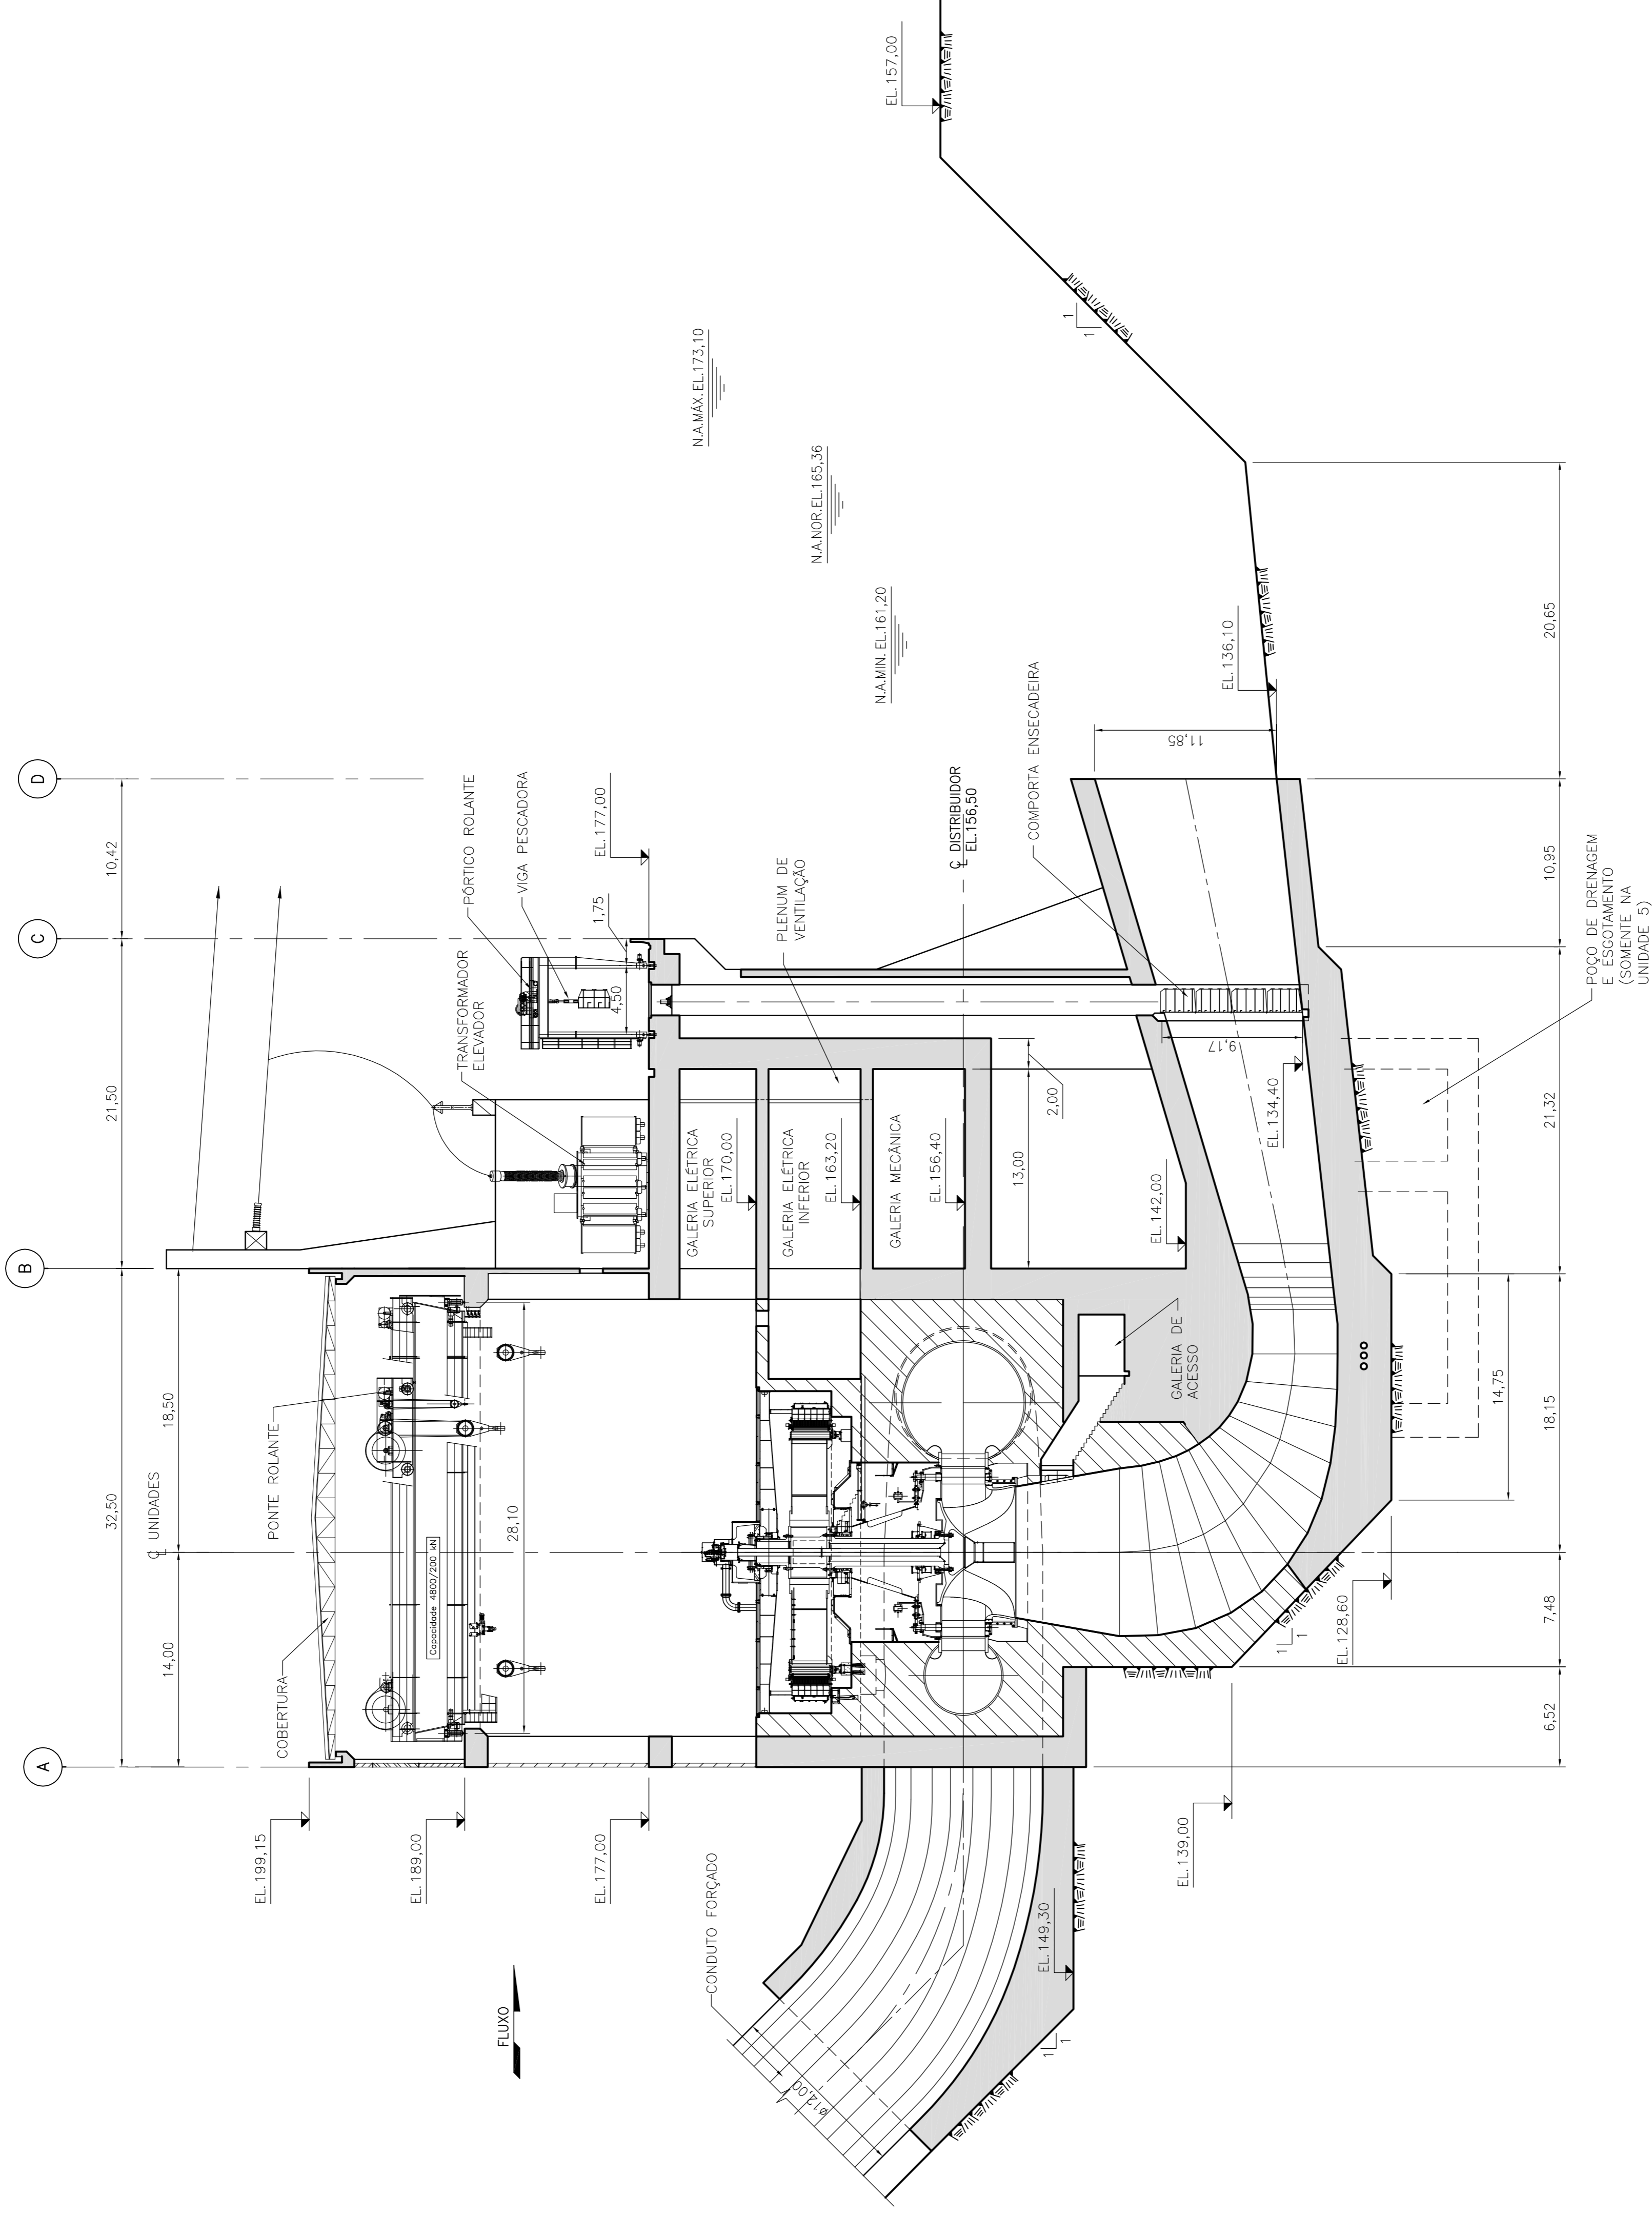 A
B
C
D
32,50
21,50
10,42
14,00
18,50
℄ UNIDADES
COBERTURA
PONTE ROLANTE
Capacidade 4800/200 kN
28,10
TRANSFORMADOR
ELEVADOR
PÓRTICO ROLANTE
VIGA PESCADORA
4,50
1,75
EL.199,15
EL.189,00
EL.177,00
EL.177,00
FLUXO
GALERIA ELÉTRICA
SUPERIOR
EL.170,00
GALERIA ELÉTRICA
INFERIOR
EL.163,20
GALERIA MECÂNICA
EL.156,40
PLENUM DE
VENTILAÇÃO
N.A.MÁX. EL.173,10
N.A.NOR.EL.165,36
N.A.MIN. EL.161,20
EL.157,00
℄ DISTRIBUIDOR
EL.156,50
COMPORTA ENSECADEIRA
CONDUTO FORÇADO
ø12,00
EL.149,30
1
1
13,00
2,00
EL.142,00
GALERIA DE
ACESSO
9,17
EL.134,40
11,85
EL.136,10
1
1
EL.139,00
1
1
EL.128,60
14,75
6,52
7,48
18,15
21,32
10,95
20,65
POÇO DE DRENAGEM
E ESGOTAMENTO
(SOMENTE NA
UNIDADE 5)